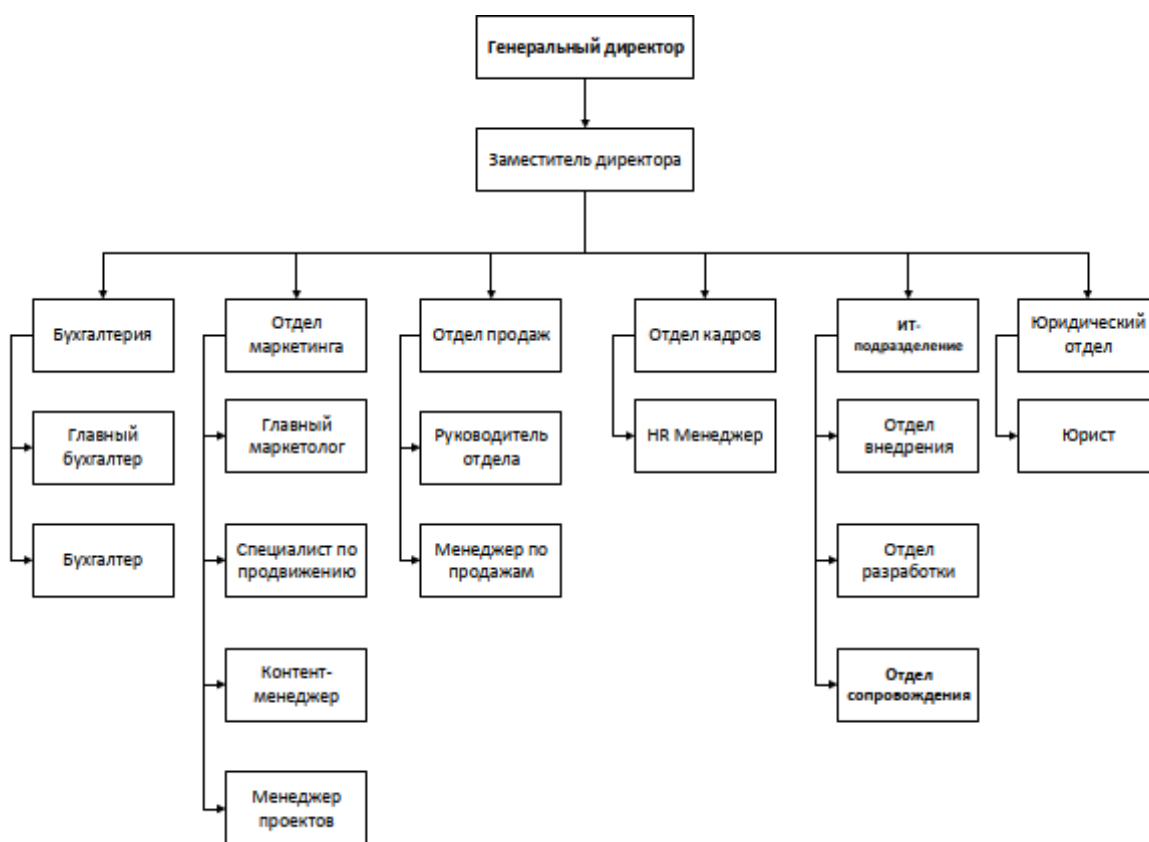 Генеральный директор
Заместитель директора
Бухгалтерия
Отдел
маркетинга
Отдел продаж
Отдел кадров
ИТ-
подразделение
Юридический
отдел
Главный
бухгалтер
Главный
маркетолог
Руководитель
отдела
HR Менеджер
Отдел
внедрения
Юрист
Бухгалтер
Специалист по
продвижению
Менеджер по
продажам
Отдел
разработки
Контент-
менеджер
Отдел
сопровождения
Менеджер
проектов